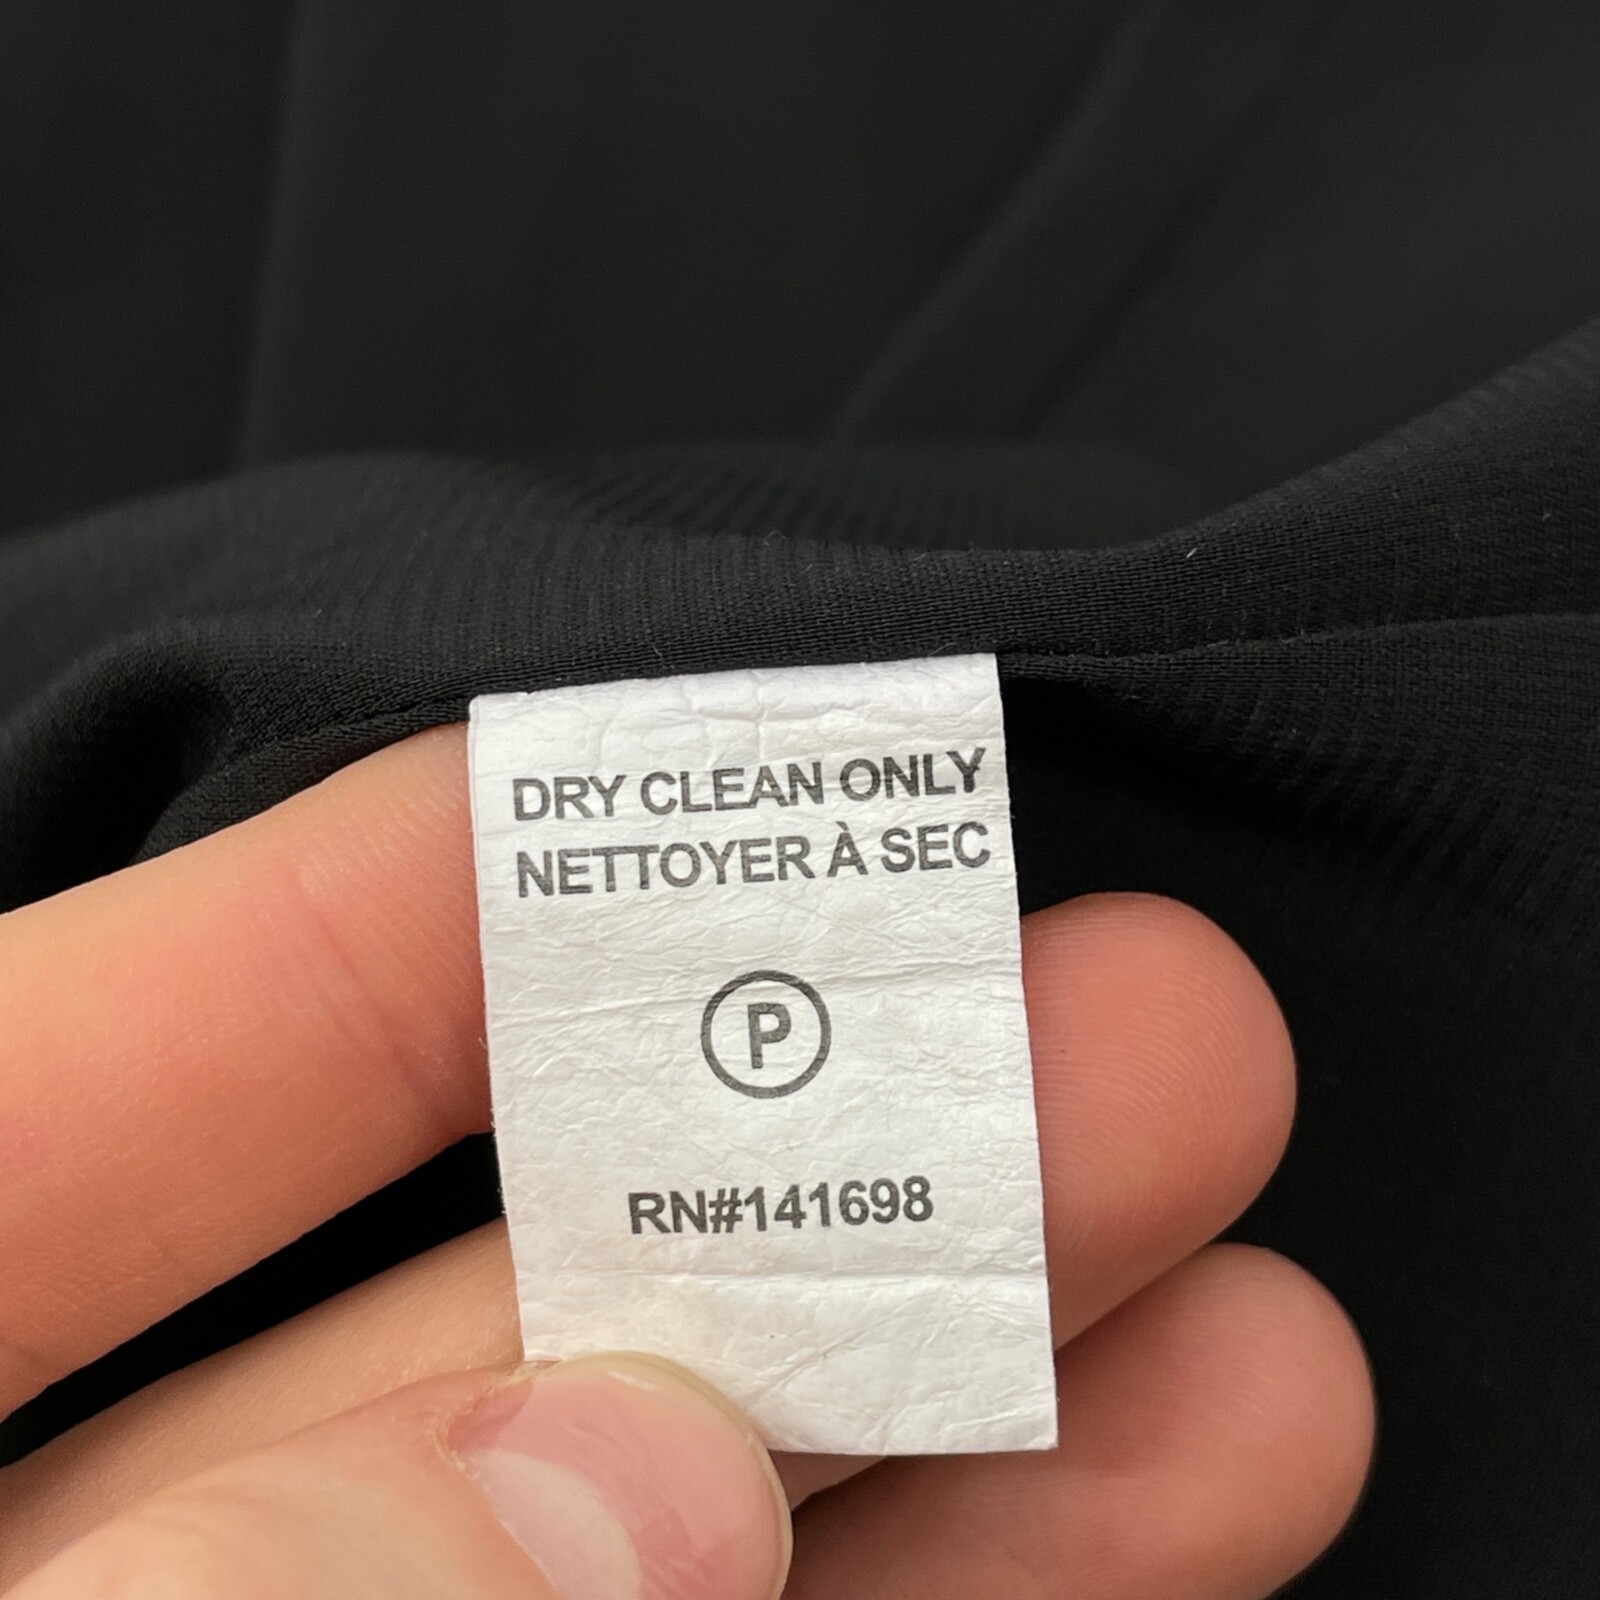 DRY CLEAN ONLY
NETTOYER À SEC
P
RN#141698